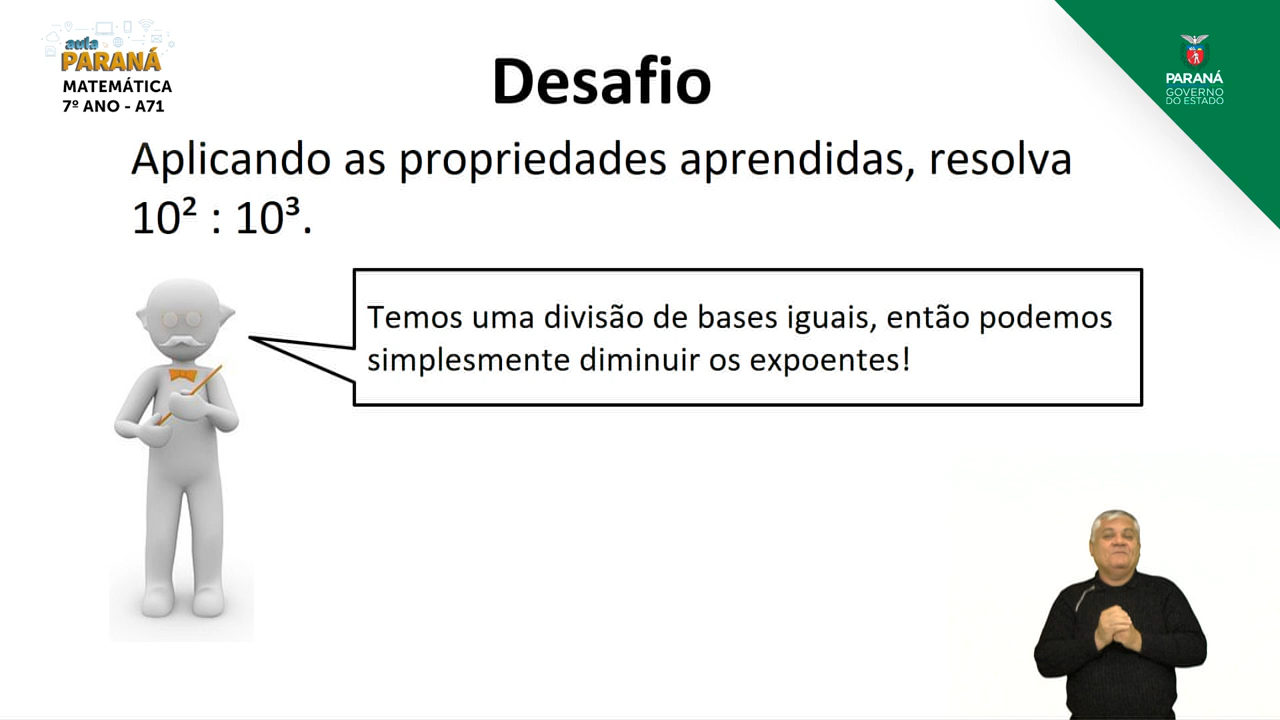 aula
PARANÁ
MATEMÁTICA
7º ANO - A71
PARANÁ
GOVERNO
DO ESTADO
Desafio
Aplicando as propriedades aprendidas, resolva
10² : 10³.
Temos uma divisão de bases iguais, então podemos
simplesmente diminuir os expoentes!